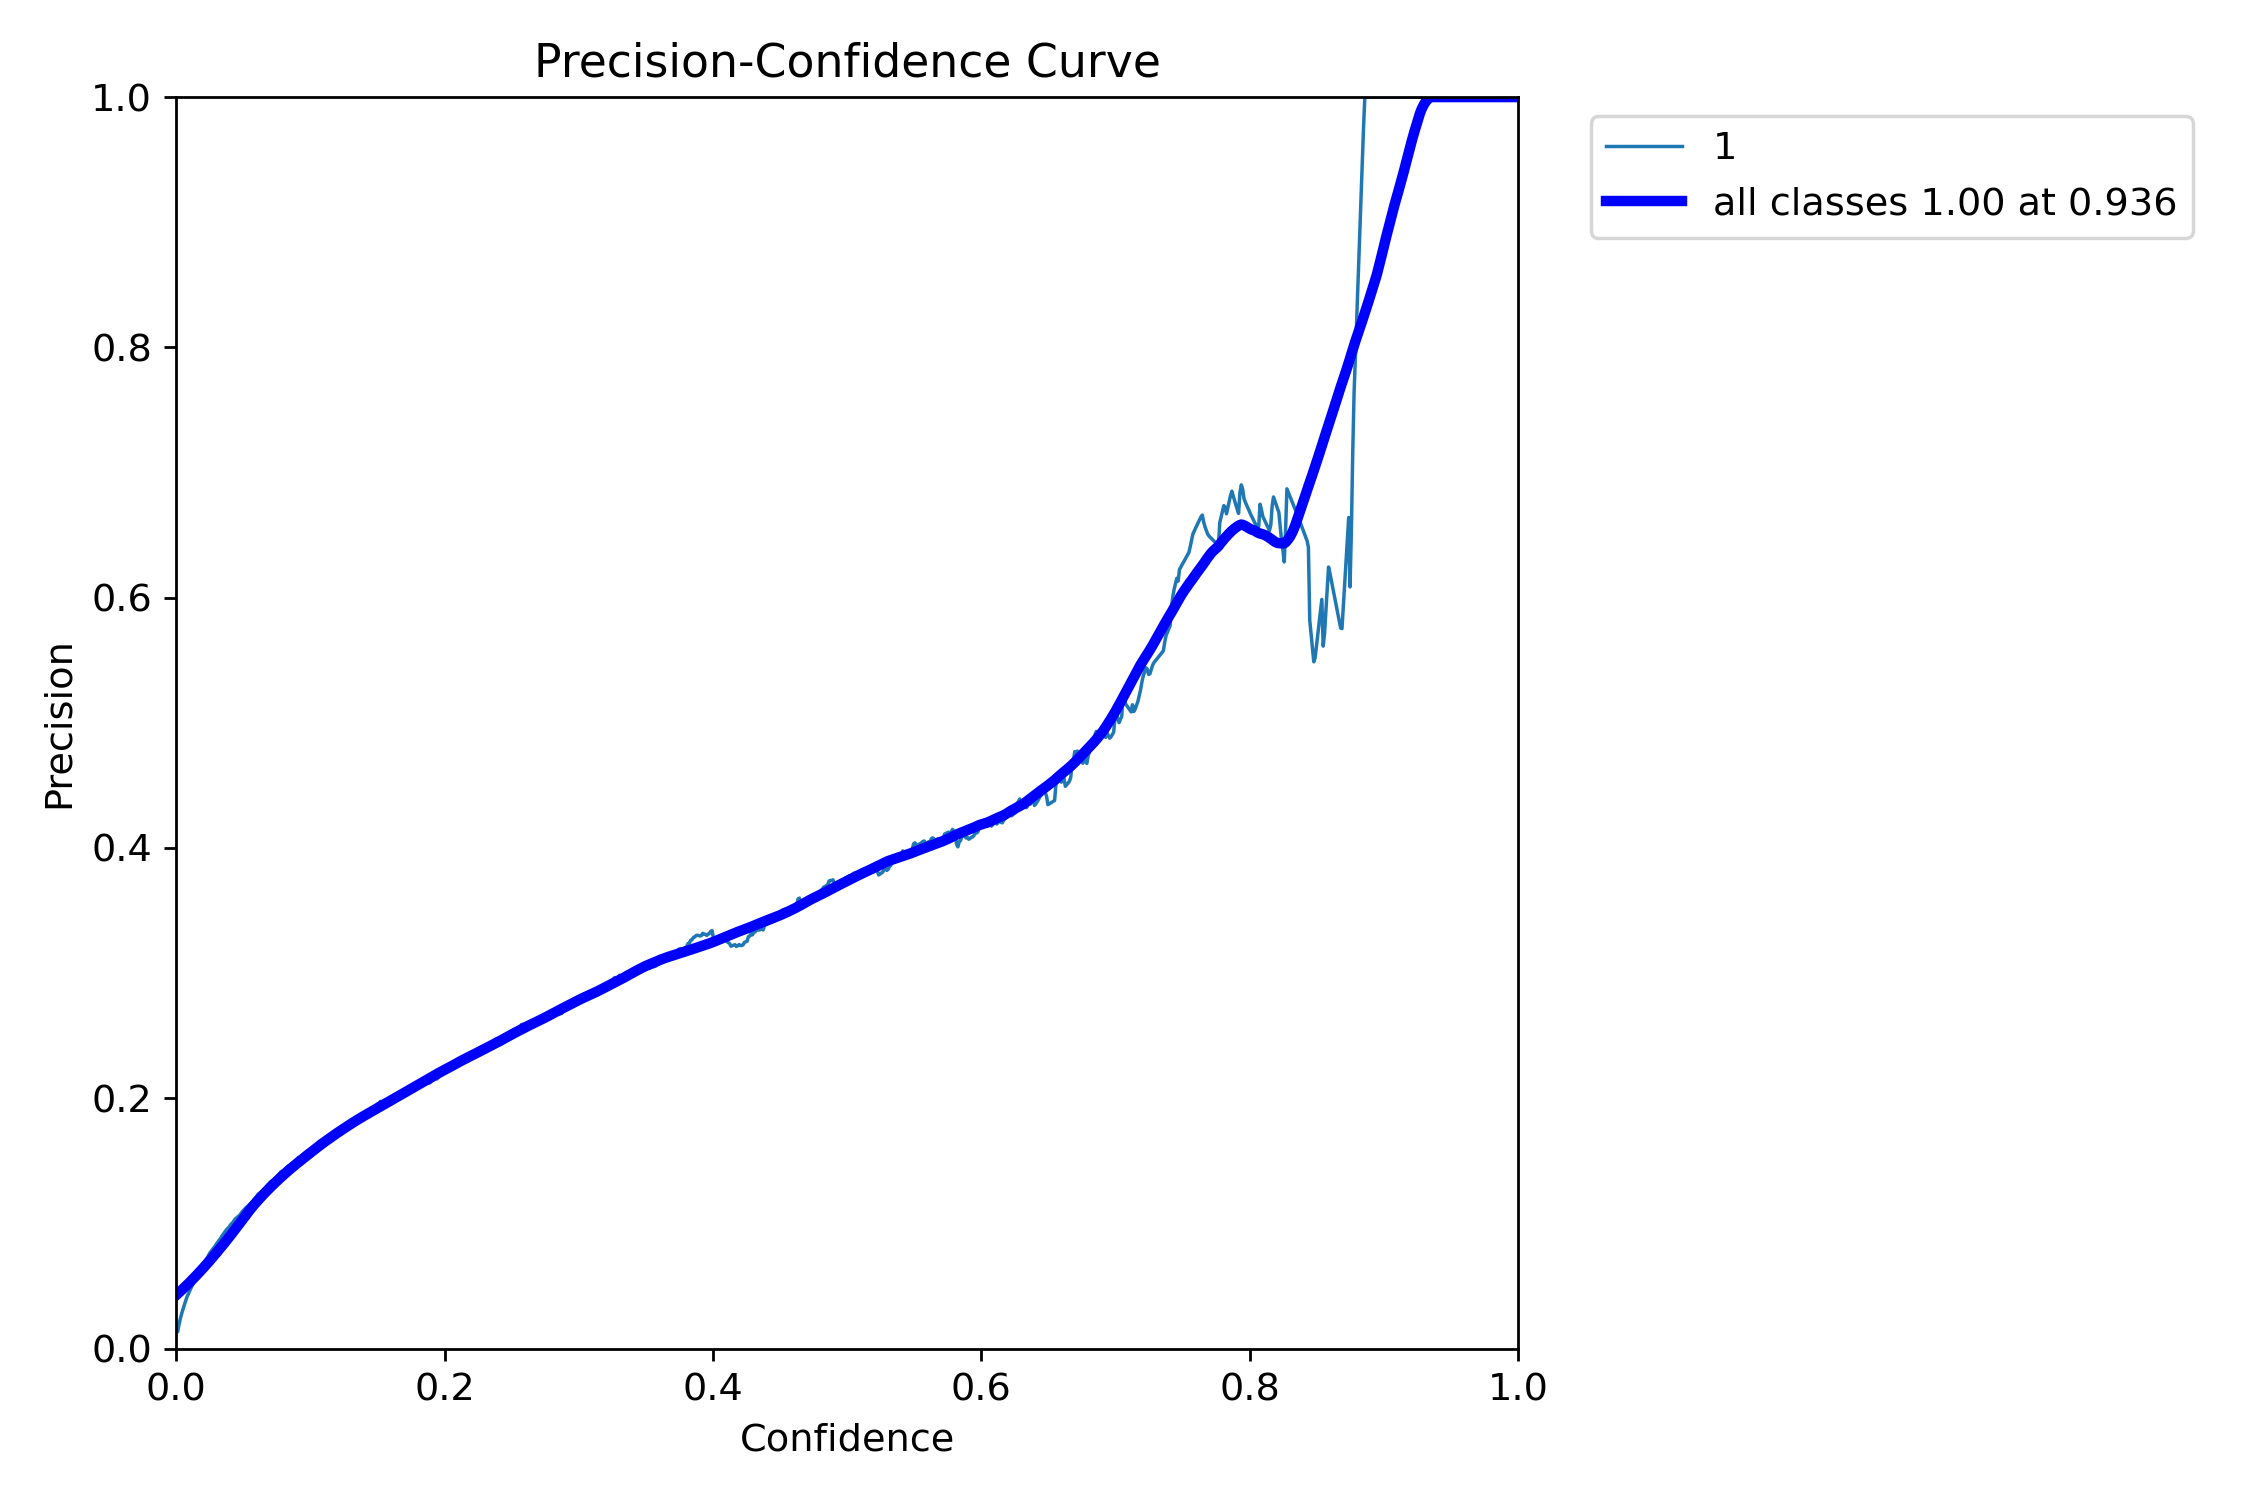 Precision-Confidence Curve
1.0
0.8
0.6
0.4
0.2
0.0
Precision
0.0 0.2 0.4 0.6 0.8 1.0
Confidence
1
all classes 1.00 at 0.936